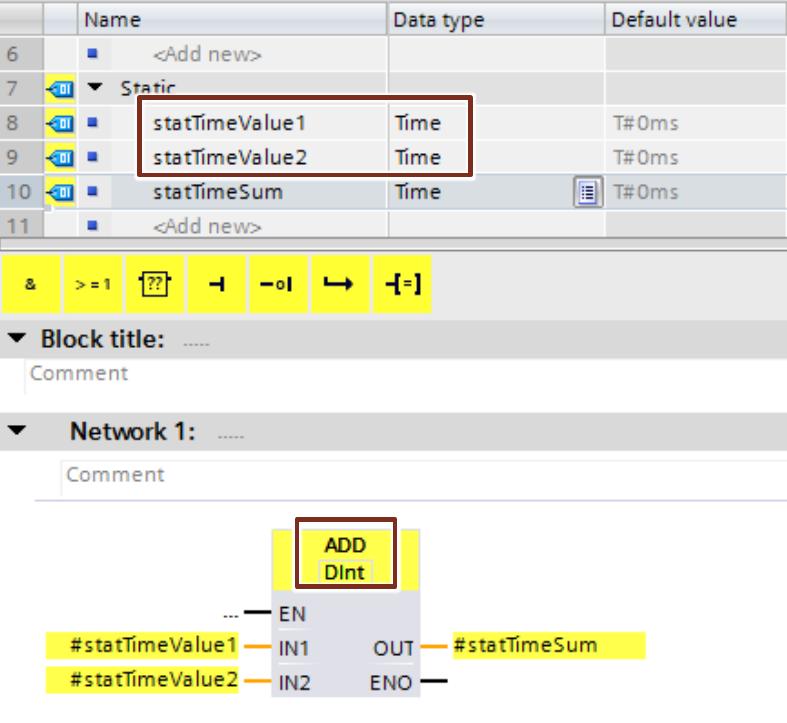 Name Data type Default value
6 <Add new>
7 Static
8 statTimeValue1 Time T#0ms
9 statTimeValue2 Time T#0ms
10 statTimeSum Time T#0ms
11 <Add new>
& >=1 ?? -| -o| -[=]
Block title: .....
Comment
Network 1: .....
Comment
ADD
DInt
... EN
#statTimeValue1 IN1 OUT #statTimeSum
#statTimeValue2 IN2 ENO